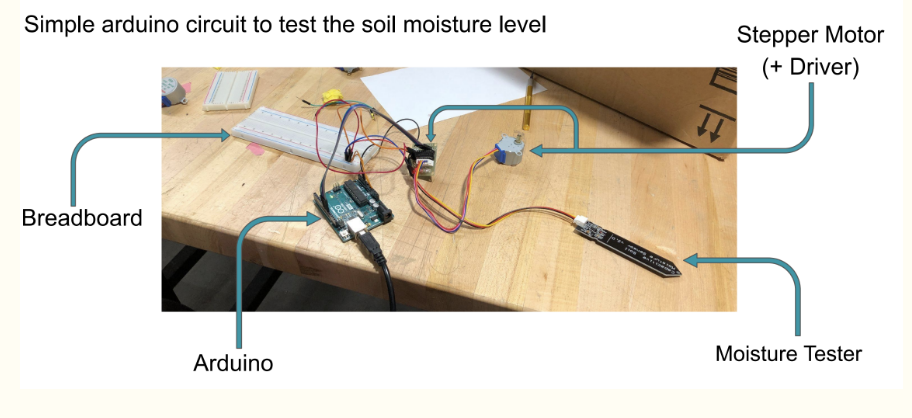 Simple arduino circuit to test the soil moisture level
Stepper Motor
(+ Driver)
Breadboard
Arduino
Moisture Tester